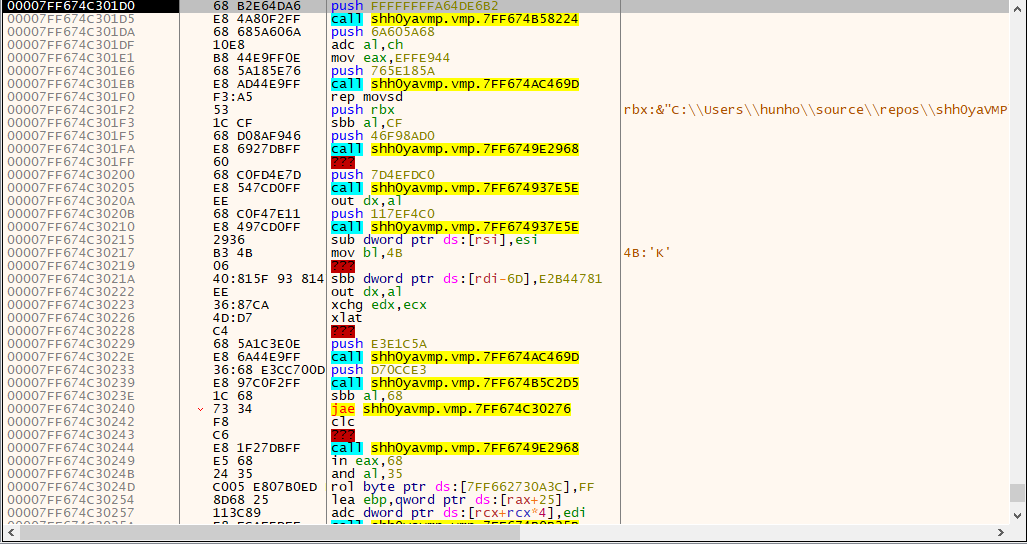 00007FF674C301D0 68 B2E64DA6 push FFFFFFFFA64DE6B2
00007FF674C301D5 E8 4A80F2FF call shh0yavmp.vmp.7FF674B58224
00007FF674C301DA 68 685A606A push 6A605A68
00007FF674C301DF 10E8 adc al,ch
00007FF674C301E1 B8 44E9FF0E mov eax,EFFE944
00007FF674C301E6 68 5A185E76 push 765E185A
00007FF674C301EB E8 AD44E9FF call shh0yavmp.vmp.7FF674AC469D
00007FF674C301F0 F3:A5 rep movsd
00007FF674C301F2 53 push rbx rbx:&"C:\\Users\\hunho\\source\\repos\\shh0yaVMP
00007FF674C301F3 1C CF sbb al,CF
00007FF674C301F5 68 D08AF946 push 46F98AD0
00007FF674C301FA E8 6927DBFF call shh0yavmp.vmp.7FF6749E2968
00007FF674C301FF 60 ???
00007FF674C30200 68 C0FD4E7D push 7D4EFDC0
00007FF674C30205 E8 547CD0FF call shh0yavmp.vmp.7FF674937E5E
00007FF674C3020A EE out dx,al
00007FF674C3020B 68 C0F47E11 push 117EF4C0
00007FF674C30210 E8 497CD0FF call shh0yavmp.vmp.7FF674937E5E
00007FF674C30215 2936 sub dword ptr ds:[rsi],esi
00007FF674C30217 B3 4B mov bl,4B 4B:'K'
00007FF674C30219 06 ???
00007FF674C3021A 40:815F 93 814 sbb dword ptr ds:[rdi-6D],E2B44781
00007FF674C30222 EE out dx,al
00007FF674C30223 36:87CA xchg edx,ecx
00007FF674C30226 4D:D7 xlat
00007FF674C30228 C4 ???
00007FF674C30229 68 5A1C3E0E push E3E1C5A
00007FF674C3022E E8 6A44E9FF call shh0yavmp.vmp.7FF674AC469D
00007FF674C30233 36:68 E3CC700D push D70CCE3
00007FF674C30239 E8 97C0F2FF call shh0yavmp.vmp.7FF674B5C2D5
00007FF674C3023E 1C 68 sbb al,68
00007FF674C30240 73 34 jae shh0yavmp.vmp.7FF674C30276
00007FF674C30242 F8 clc
00007FF674C30243 C6 ???
00007FF674C30244 E8 1F27DBFF call shh0yavmp.vmp.7FF6749E2968
00007FF674C30249 E5 68 in eax,68
00007FF674C3024B 24 35 and al,35
00007FF674C3024D C005 E807B0ED rol byte ptr ds:[7FF662730A3C],FF
00007FF674C30254 8D68 25 lea ebp,qword ptr ds:[rax+25]
00007FF674C30257 113C89 adc dword ptr ds:[rcx+rcx*4],edi